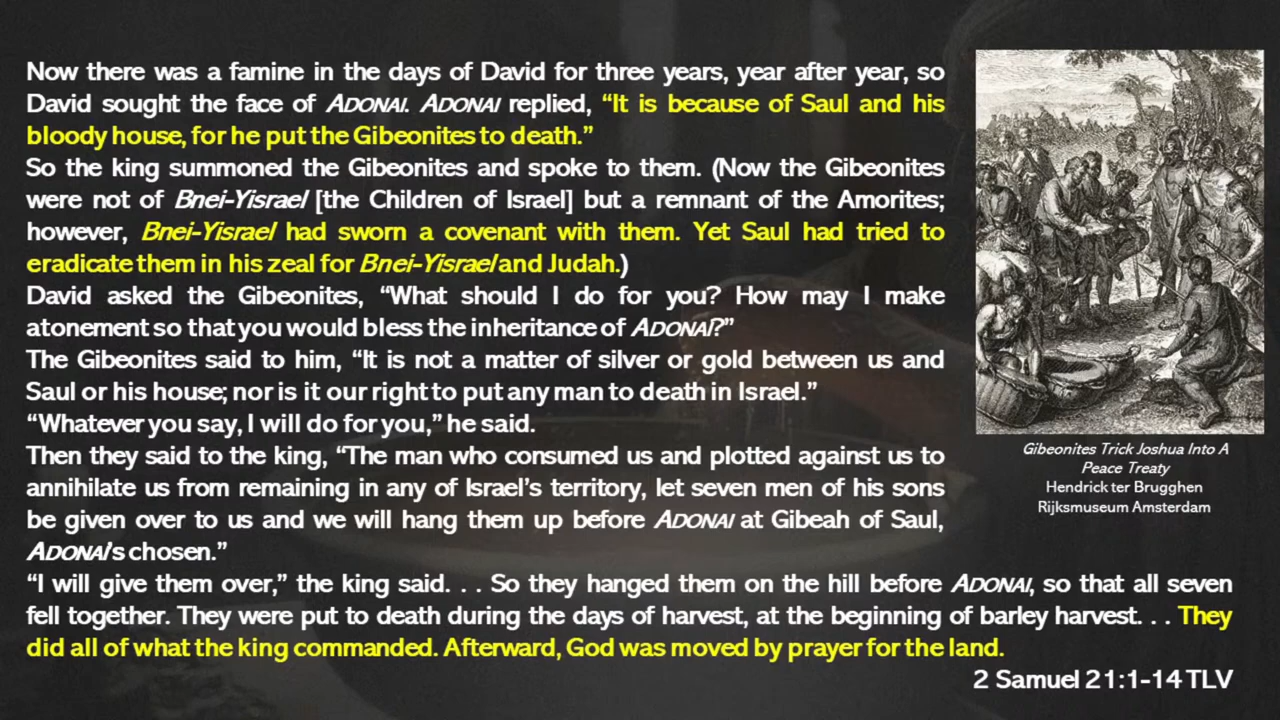 Now there was a famine in the days of David for three years, year after year, so
David sought the face of ADONAI. ADONAI replied, “It is because of Saul and his
bloody house, for he put the Gibeonites to death.”
So the king summoned the Gibeonites and spoke to them. (Now the Gibeonites
were not of Bnei-Yisrael [the Children of Israel] but a remnant of the Amorites;
however, Bnei-Yisrael had sworn a covenant with them. Yet Saul had tried to
eradicate them in his zeal for Bnei-Yisrael and Judah.)
David asked the Gibeonites, “What should I do for you? How may I make
atonement so that you would bless the inheritance of ADONAI?”
The Gibeonites said to him, “It is not a matter of silver or gold between us and
Saul or his house; nor is it our right to put any man to death in Israel.”
“Whatever you say, I will do for you,” he said.
Then they said to the king, “The man who consumed us and plotted against us to
annihilate us from remaining in any of Israel’s territory, let seven men of his sons
be given over to us and we will hang them up before ADONAI at Gibeah of Saul,
ADONAI’s chosen.”
“I will give them over,” the king said. . . So they hanged them on the hill before ADONAI, so that all seven
fell together. They were put to death during the days of harvest, at the beginning of barley harvest. . . They
did all of what the king commanded. Afterward, God was moved by prayer for the land.
2 Samuel 21:1-14 TLV
Gibeonites Trick Joshua Into A
Peace Treaty
Hendrick ter Brugghen
Rijksmuseum Amsterdam